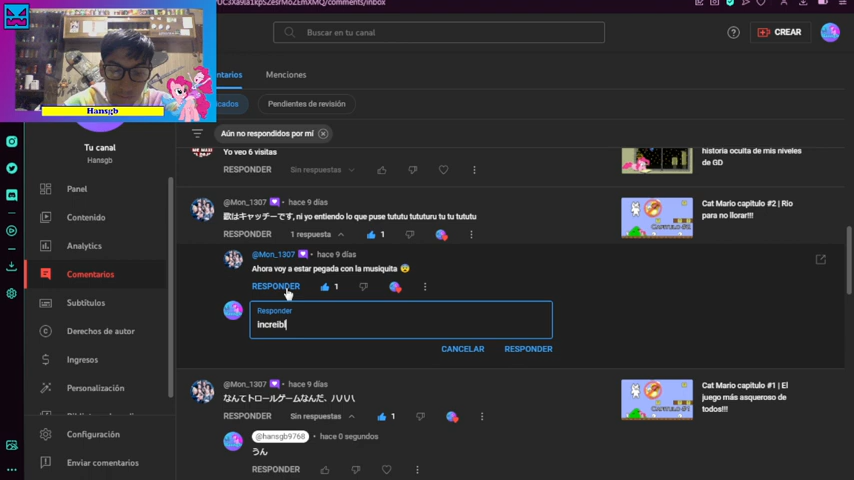 UC3Xa9la1kpSZesrMoZEmXMQ/comments/inbox
Buscar en tu canal
CREAR
Hansgb
entarios
Menciones
cados
Pendientes de revisión
Aún no respondidos por mí
Tu canal
Hansgb
Panel
Contenido
Analytics
Comentarios
Subtítulos
Derechos de autor
Ingresos
Personalización
Configuración
Enviar comentarios
Yo veo 6 visitas
RESPONDER
Sin respuestas
historia oculta de mis niveles
de GD
@Mon_1307 • hace 9 días
歌はキャッチーです, ni yo entiendo lo que puse tututu tututuru tu tu tututu
RESPONDER
1 respuesta
1
Cat Mario capitulo #2 | Rio
para no llorar!!!
@Mon_1307 • hace 9 días
Ahora voy a estar pegada con la musiquita 😨
RESPONDER
1
Responder
increibl
CANCELAR
RESPONDER
@Mon_1307 • hace 9 días
なんてトロールゲームなんだ、ハハハ
RESPONDER
Sin respuestas
1
Cat Mario capitulo #1 | El
juego más asqueroso de
todos!!!
@hansgb9768 • hace 0 segundos
うん
RESPONDER